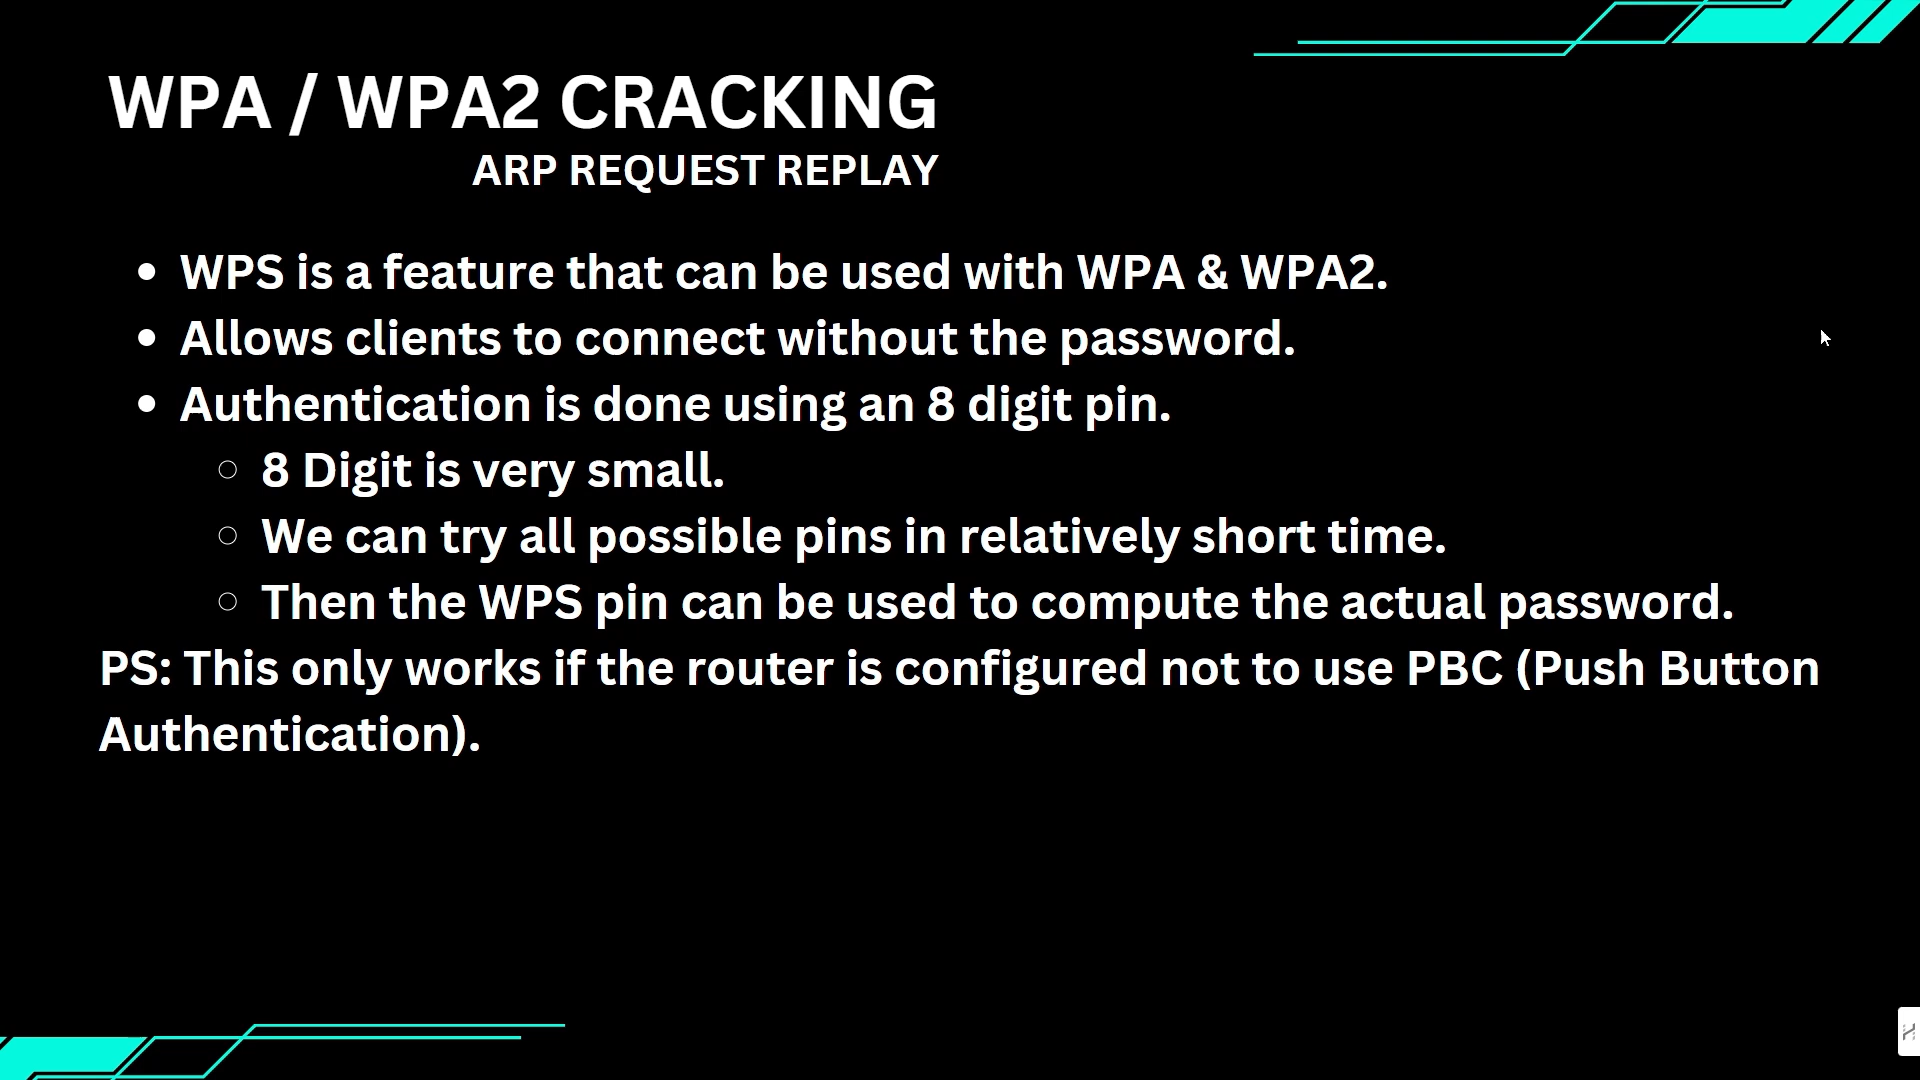 WPA / WPA2 CRACKING
ARP REQUEST REPLAY
• WPS is a feature that can be used with WPA & WPA2.
• Allows clients to connect without the password.
• Authentication is done using an 8 digit pin.
○ 8 Digit is very small.
○ We can try all possible pins in relatively short time.
○ Then the WPS pin can be used to compute the actual password.
PS: This only works if the router is configured not to use PBC (Push Button
Authentication).